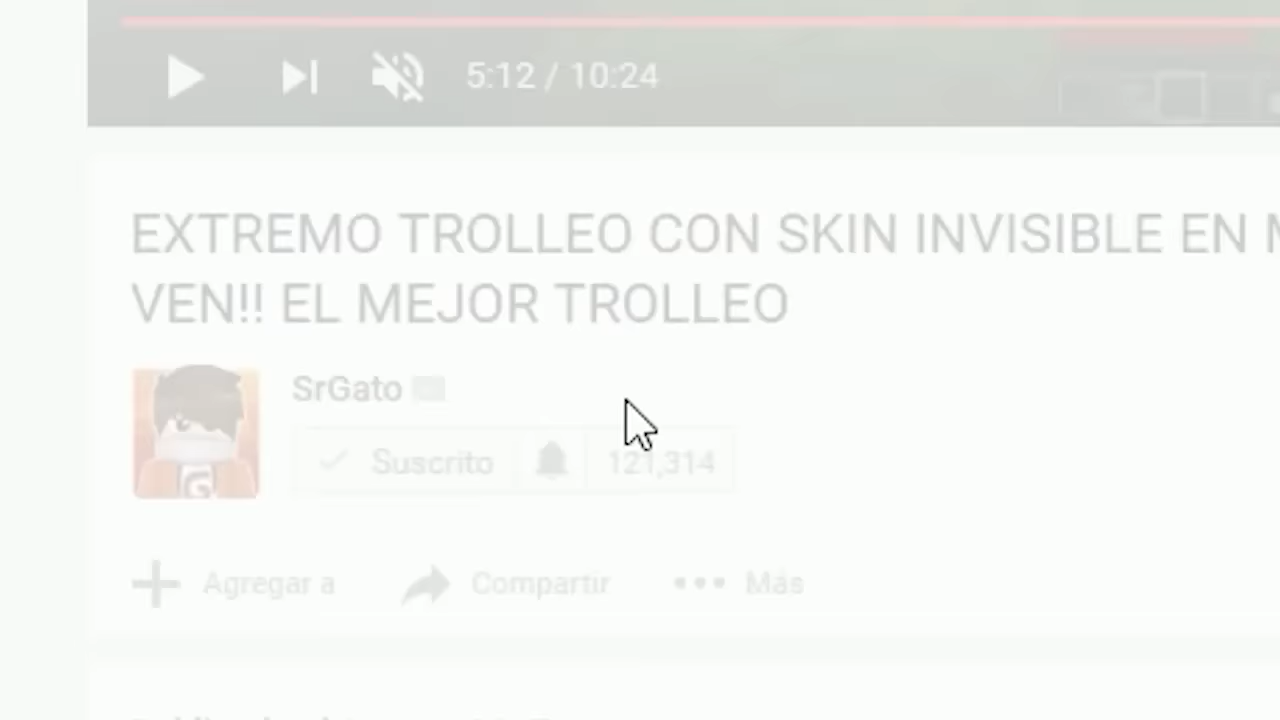 5:12 / 10:24
EXTREMO TROLLEO CON SKIN INVISIBLE EN
VEN!! EL MEJOR TROLLEO
SrGato
Suscrito 121,314
G
Agregar a Compartir Más